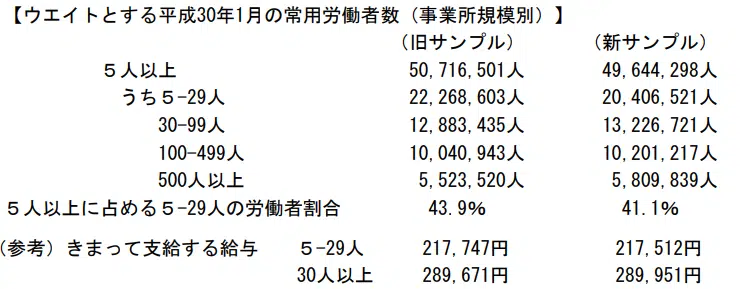 【ウエイトとする平成30年1月の常用労働者数（事業所規模別）】
（旧サンプル） （新サンプル）
５人以上 50,716,501人 49,644,298人
うち５-29人 22,268,603人 20,406,521人
30-99人 12,883,435人 13,226,721人
100-499人 10,040,943人 10,201,217人
500人以上 5,523,520人 5,809,839人
５人以上に占める５-29人の労働者割合 43.9% 41.1%
（参考）きまって支給する給与 ５-29人 217,747円 217,512円
30人以上 289,671円 289,951円